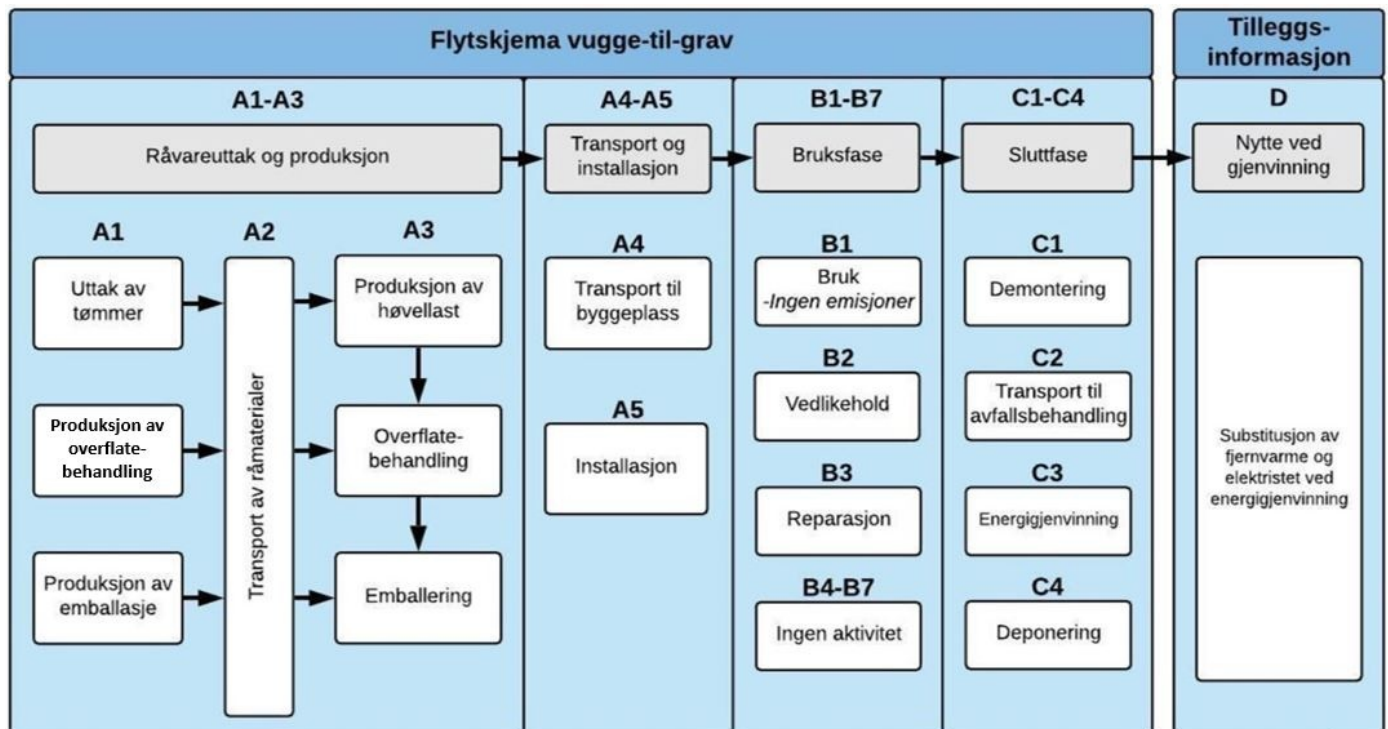 Flytskjema vugge-til-grav
Tilleggs-
informasjon
A1-A3
A4-A5
B1-B7
C1-C4
D
Råvareuttak og produksjon
Transport og
installasjon
Bruksfase
Sluttfase
Nytte ved
gjenvinning
A1
Uttak av
tømmer
Produksjon av
overflate-
behandling
Produksjon av
emballasje
A2
Transport av råmaterialer
A3
Produksjon av
høvellast
Overflate-
behandling
Emballering
A4
Transport til
byggeplass
A5
Installasjon
B1
Bruk
-Ingen emisjoner
B2
Vedlikehold
B3
Reparasjon
B4-B7
Ingen aktivitet
C1
Demontering
C2
Transport til
avfallsbehandling
C3
Energigjenvinning
C4
Deponering
Substitusjon av
fjernvarme og
elektristet ved
energigjenvinning